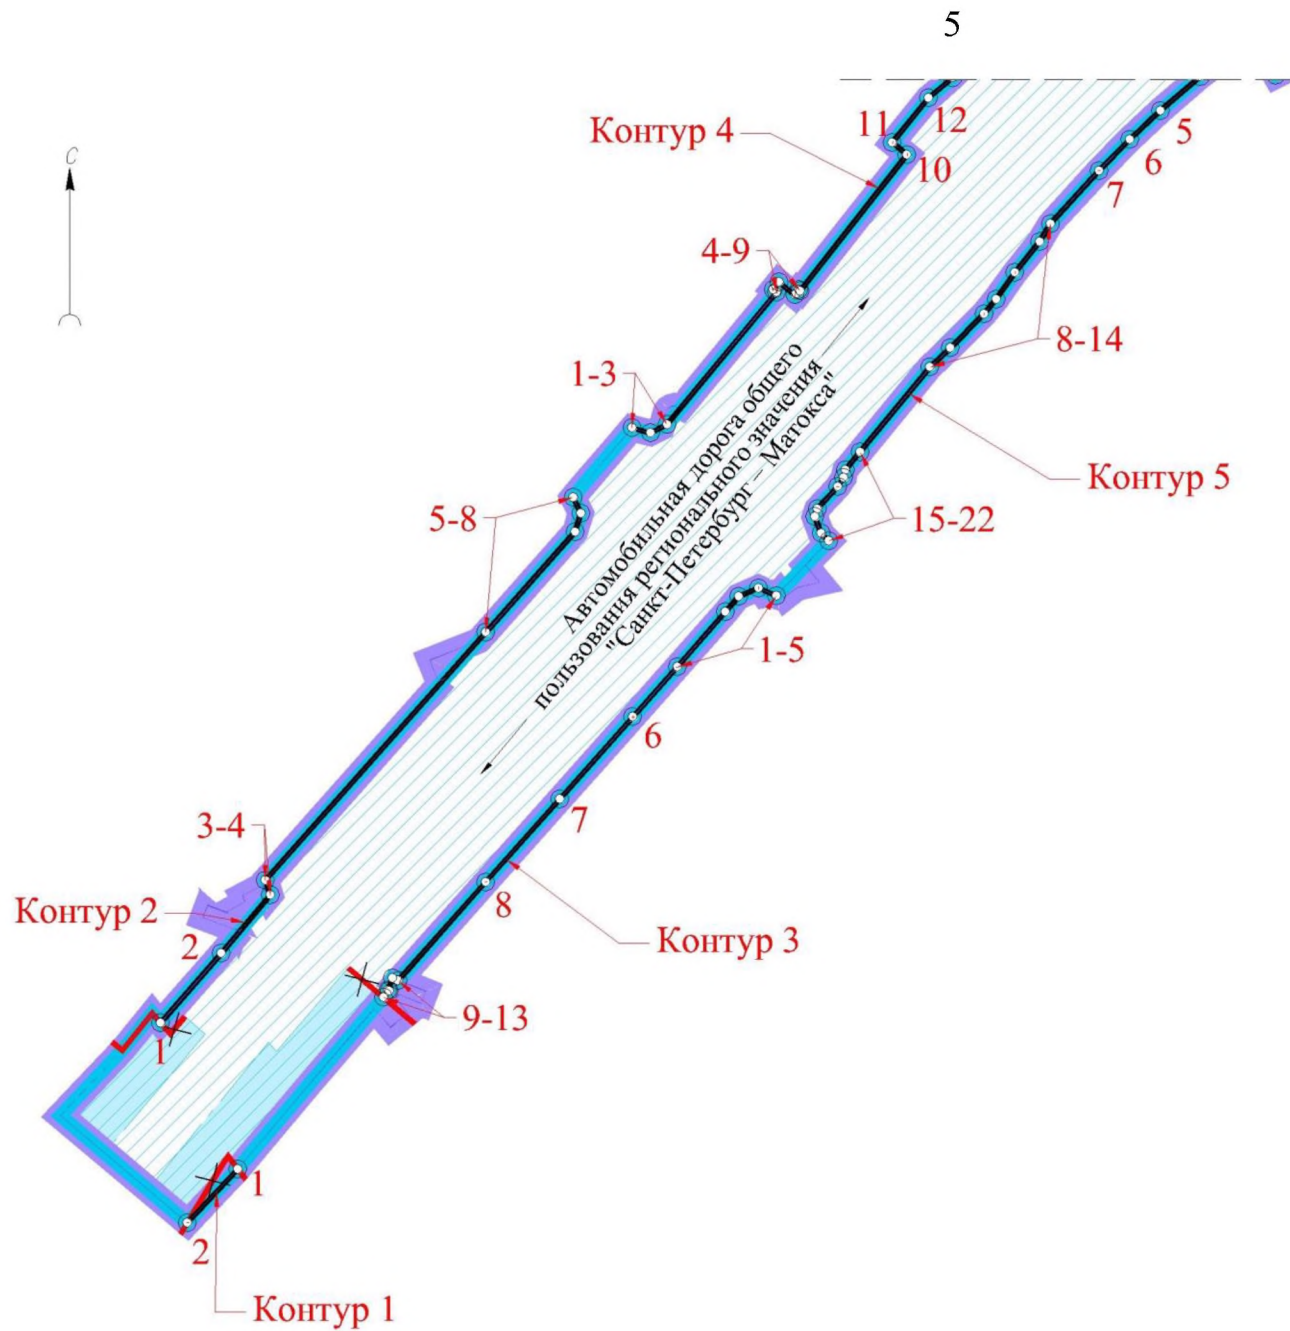 5
12
11
5
Контур 4
6
10
С
7
4-9
8-14
1-3
Контур 5
5-8
15-22
Автомобильная дорога общего
пользования регионального значения
"Санкт-Петербург – Матокса"
1-5
6
7
3-4
8
Контур 2
2
Контур 3
9-13
1
1
2
Контур 1